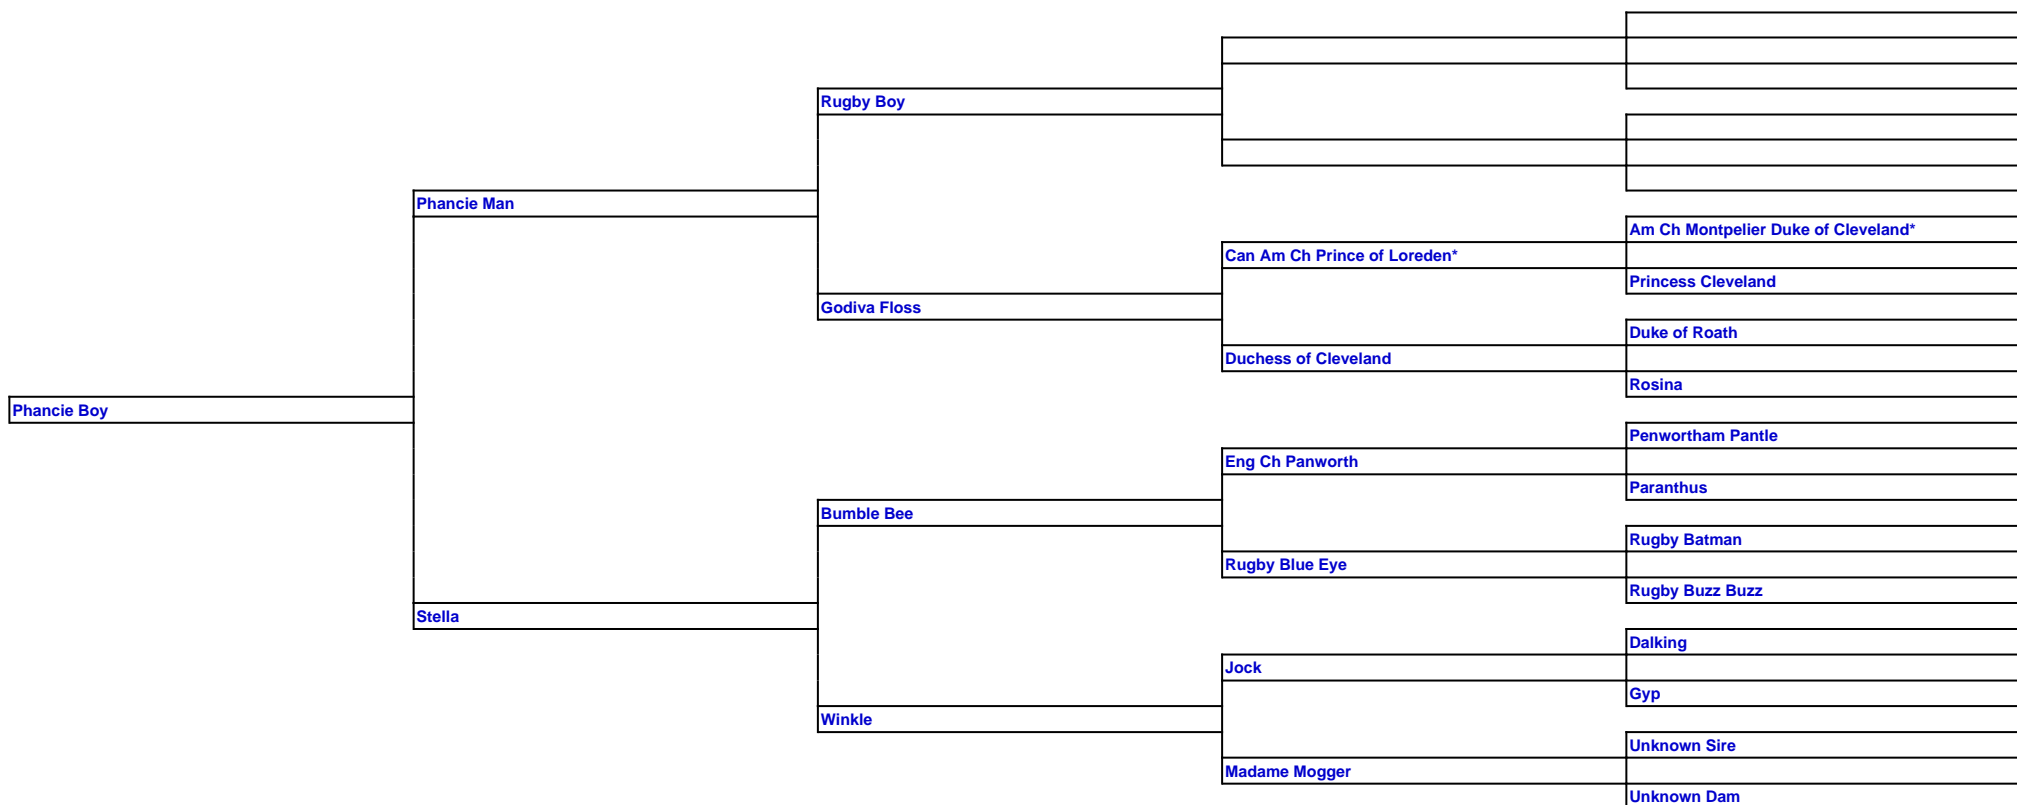 Rugby Boy
Phancie Man
Am Ch Montpelier Duke of Cleveland*
Can Am Ch Prince of Loreden*
Princess Cleveland
Godiva Floss
Duke of Roath
Duchess of Cleveland
Rosina
Phancie Boy
Penwortham Pantle
Eng Ch Panworth
Paranthus
Bumble Bee
Rugby Batman
Rugby Blue Eye
Rugby Buzz Buzz
Stella
Dalking
Jock
Gyp
Winkle
Unknown Sire
Madame Mogger
Unknown Dam